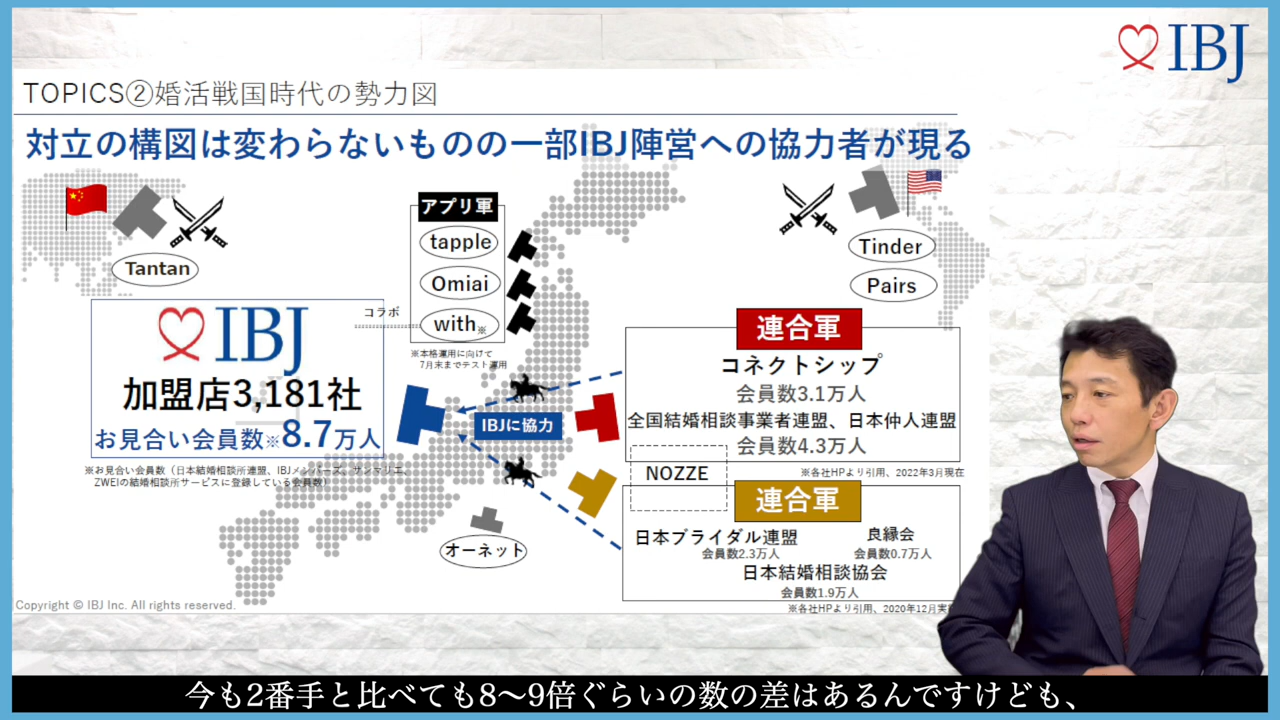 IBJ
TOPICS②婚活戦国時代の勢力図
対立の構図は変わらないものの一部IBJ陣営への協力者が現る
Tantan
アプリ軍
tapple
Omiai
with※
コラボ
※本格運用に向けて
7月末までテスト運用
Tinder
Pairs
IBJ
加盟店3,181社
お見合い会員数※8.7万人
※お見合い会員数（日本結婚相談所連盟、IBJメンバーズ、サンマリエ、
ZWEIの結婚相談所サービスに登録している会員数）
IBJに協力
連合軍
コネクトシップ
会員数3.1万人
全国結婚相談事業者連盟、日本仲人連盟
会員数4.3万人
※各社HPより引用、2022年3月現在
NOZZE
連合軍
日本ブライダル連盟
会員数2.3万人
良縁会
会員数0.7万人
日本結婚相談協会
会員数1.9万人
※各社HPより引用、2020年12月
オーネット
Copyright © IBJ Inc. All rights reserved.
今も2番手と比べても8〜9倍ぐらいの数の差はあるんですけども、